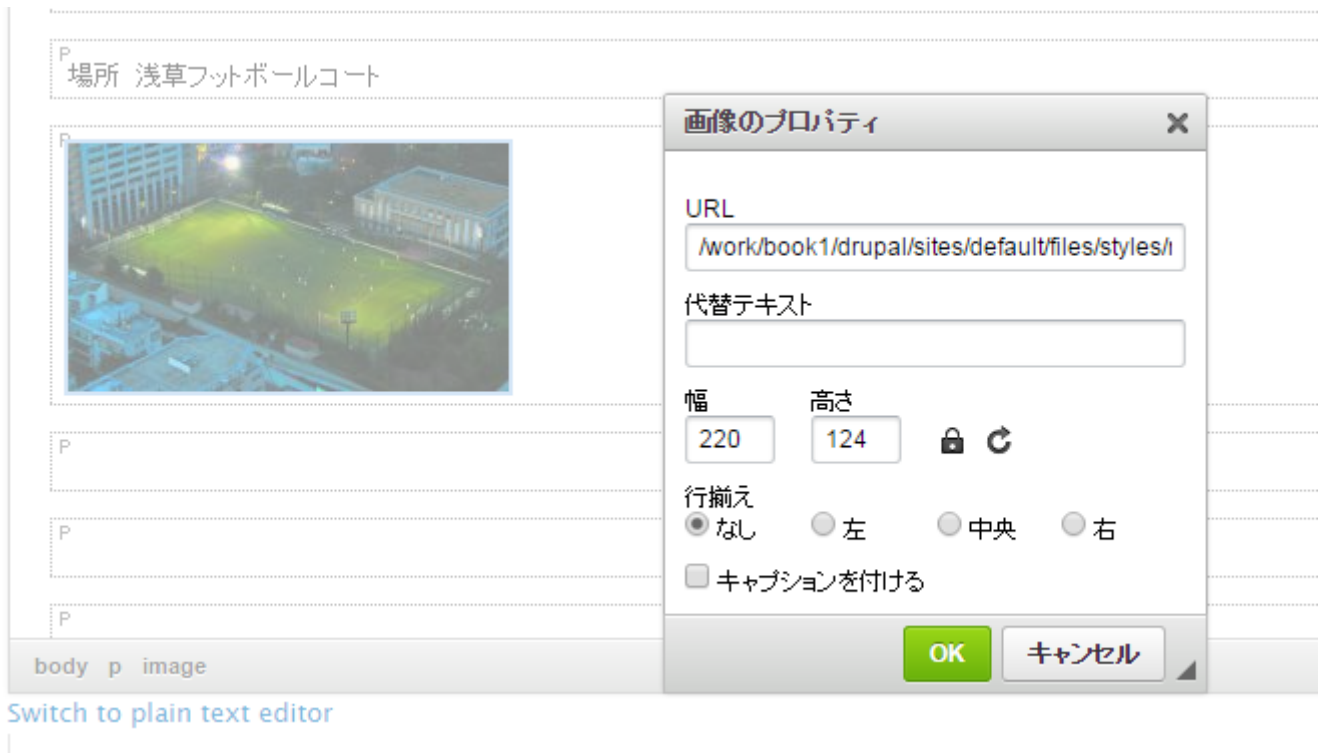 P
場所 浅草フットボールコート
P
画像のプロパティ
URL
/work/book1/drupal/sites/default/files/styles/
代替テキスト
幅 高さ
220 124
行揃え
なし 左 中央 右
キャプションを付ける
P
P
P
OK キャンセル
body p image
Switch to plain text editor